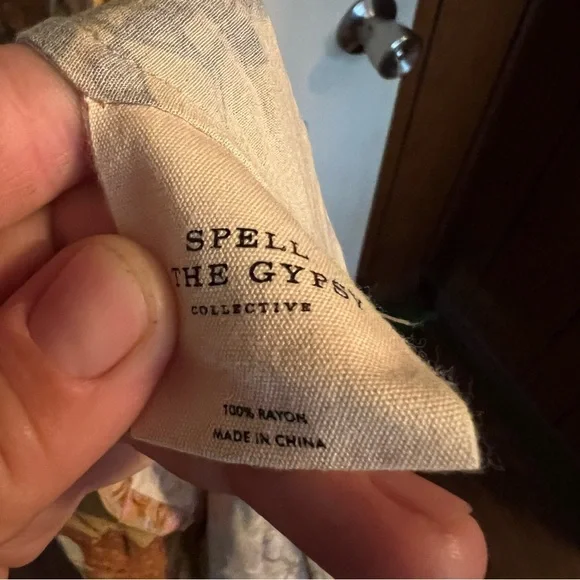 SPELL
THE GYPSY
COLLECTIVE
100% RAYON
MADE IN CHINA